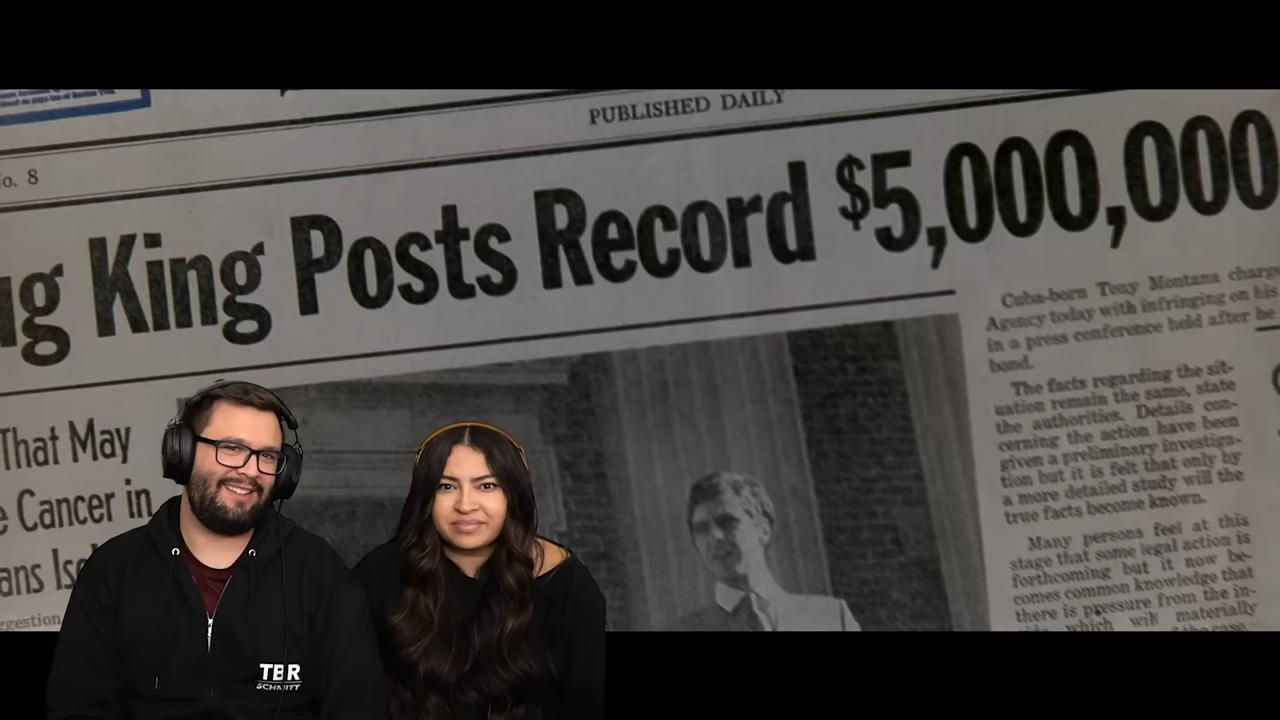 PUBLISHED DAILY
No. 8
King Posts Record $5,000,000
Cuba-born Tony Montana
Agency today with infringing on his
in a press conference held after he
bond.
The facts regarding the sit-
uation remain the same, state
the authorities. Details con-
cerning the action have been
given a preliminary investiga-
tion but it is felt that only by
a more detailed study will the
true facts become known.
Many persons feel at this
stage that some legal action is
forthcoming but it now be-
comes common knowledge that
there is pressure from the in-
which will materially
That May
Cancer in
TBR
SCHMITT